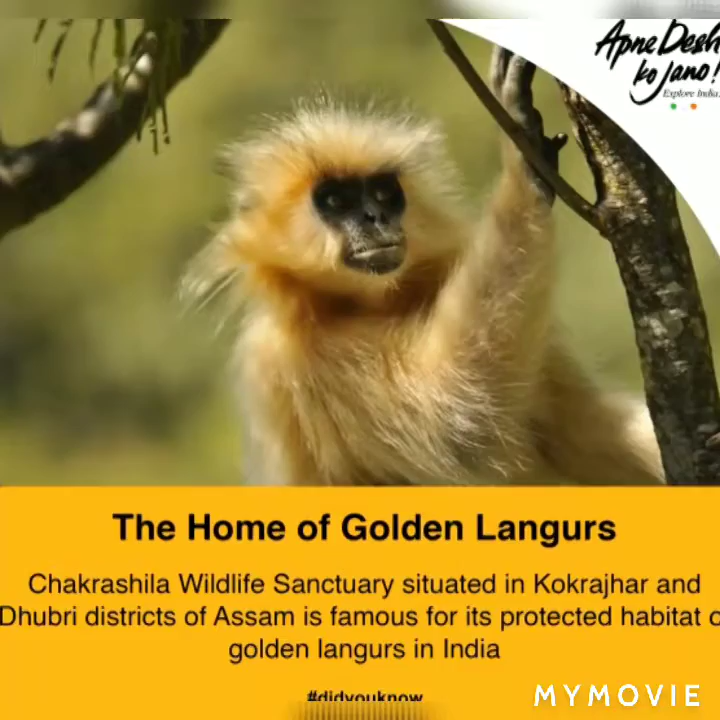 Apne Desh
ko Jano!
Explore India.
The Home of Golden Langurs
Chakrashila Wildlife Sanctuary situated in Kokrajhar and
Dhubri districts of Assam is famous for its protected habitat o
golden langurs in India
#didyouknow
MYMOVIE